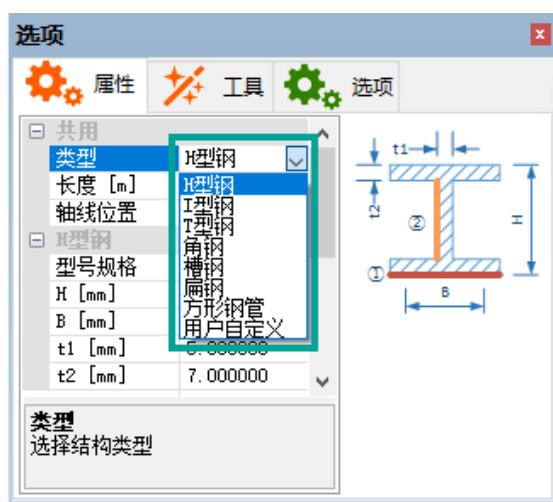 选项
属性
工具
选项
共用
类型 H型钢
长度 [m]
轴线位置
H型钢
型号规格
H [mm]
B [mm]
t1 [mm]
t2 [mm] 7.000000
H型钢
I型钢
T型钢
角钢
槽钢
扁钢
方形钢管
用户自定义
类型
选择结构类型
t1
t2
②
H
①
B